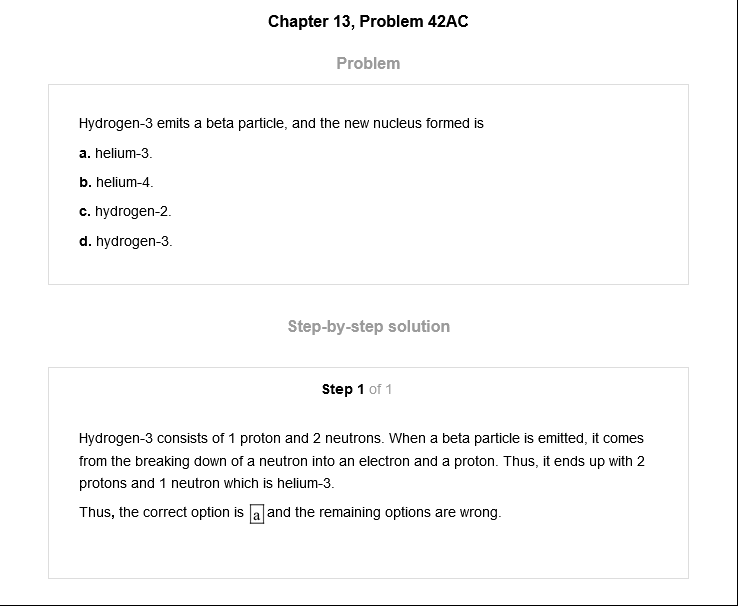 Chapter 13, Problem 42AC
Problem
Hydrogen-3 emits a beta particle, and the new nucleus formed is
a. helium-3.
b. helium-4.
c. hydrogen-2.
d. hydrogen-3.
Step-by-step solution
Step 1 of 1
Hydrogen-3 consists of 1 proton and 2 neutrons. When a beta particle is emitted, it comes
from the breaking down of a neutron into an electron and a proton. Thus, it ends up with 2
protons and 1 neutron which is helium-3.
Thus, the correct option is a and the remaining options are wrong.